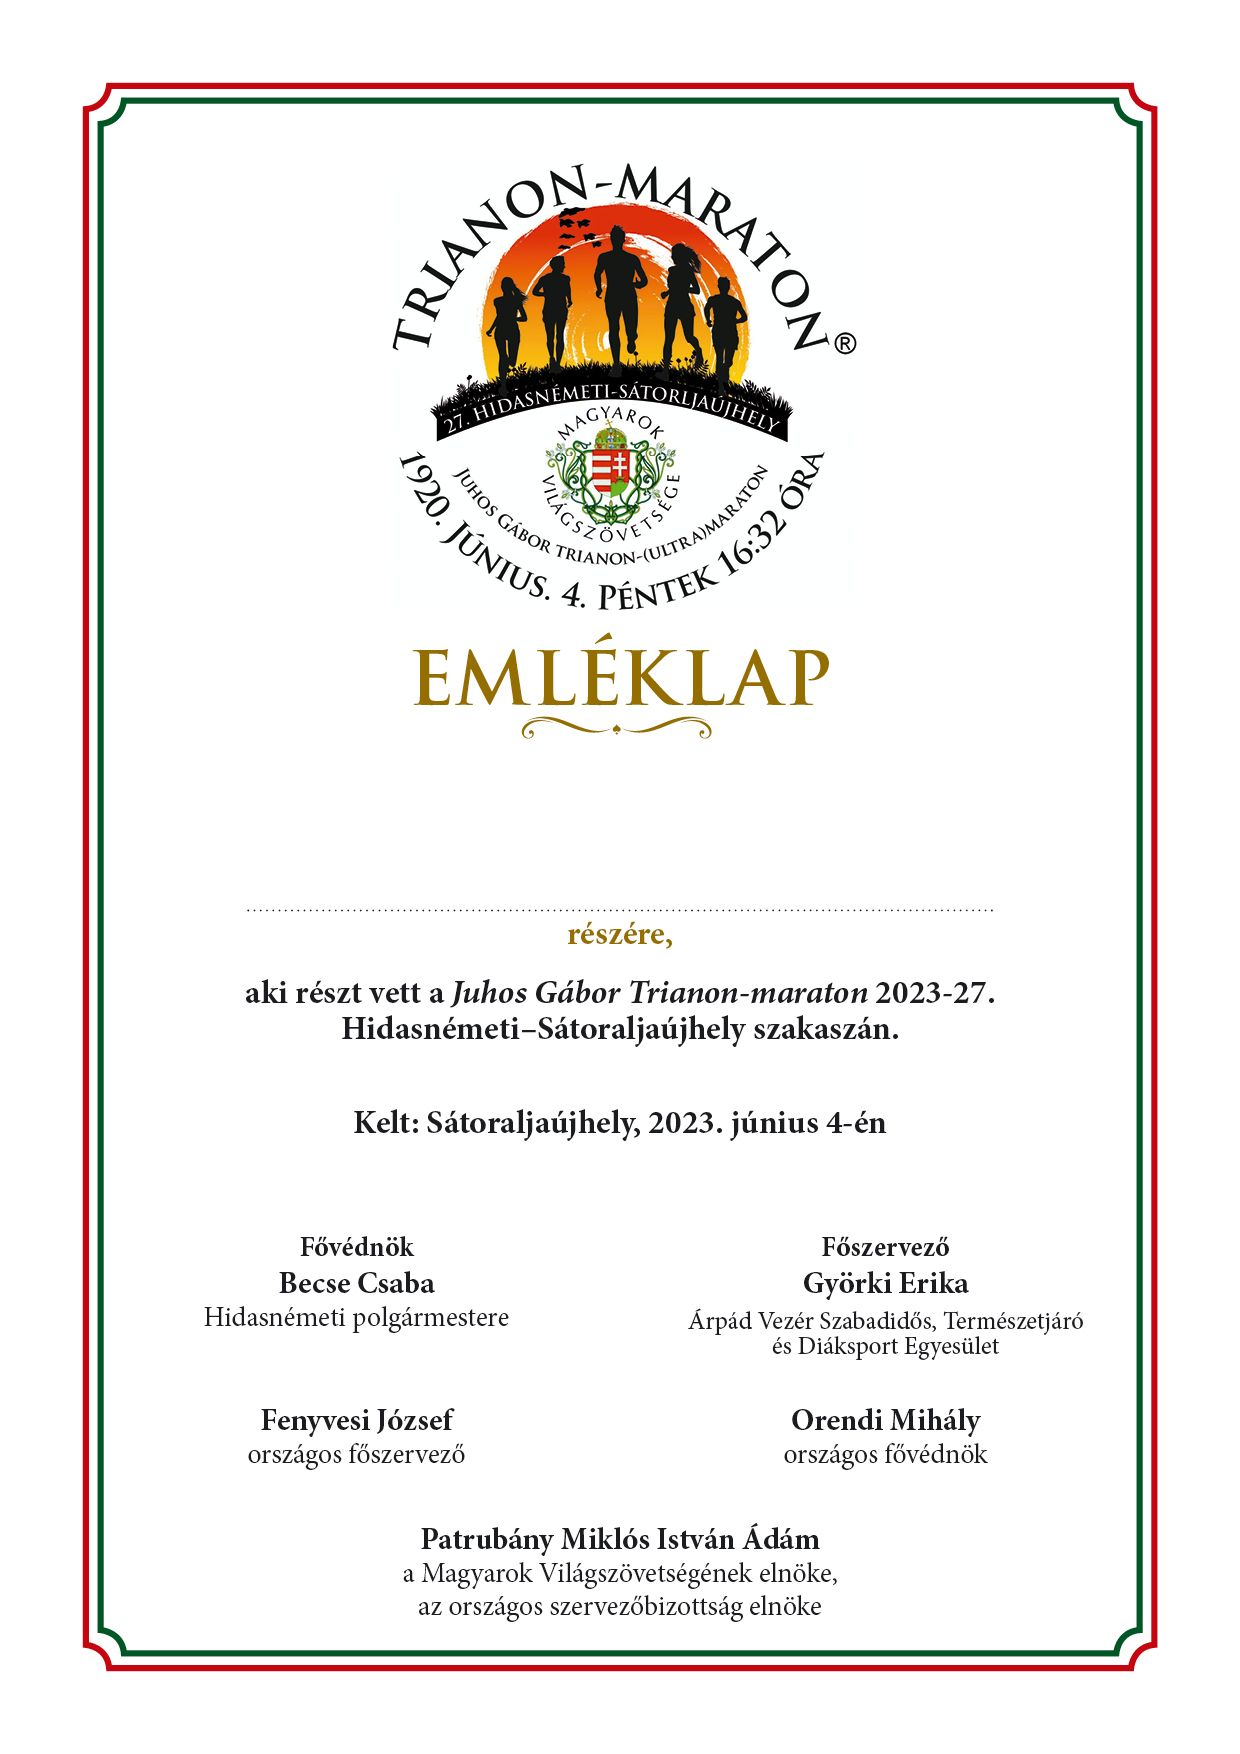 TRIANON-MARATON®
27. HIDASNÉMETI-SÁTORLJAÚJHELY
MAGYAROK
VILÁGSZÖVETSÉGE
JUHOS GÁBOR TRIANON-(ULTRA)MARATON
1920. JÚNIUS. 4. PÉNTEK 16:32 ÓRA
EMLÉKLAP
részére,
aki részt vett a Juhos Gábor Trianon-maraton 2023-27.
Hidasnémeti–Sátoraljaújhely szakaszán.
Kelt: Sátoraljaújhely, 2023. június 4-én
Fővédnök
Becse Csaba
Hidasnémeti polgármestere
Főszervező
Györki Erika
Árpád Vezér Szabadidős, Természetjáró
és Diáksport Egyesület
Fenyvesi József
országos főszervező
Orendi Mihály
országos fővédnök
Patrubány Miklós István Ádám
a Magyarok Világszövetségének elnöke,
az országos szervezőbizottság elnöke